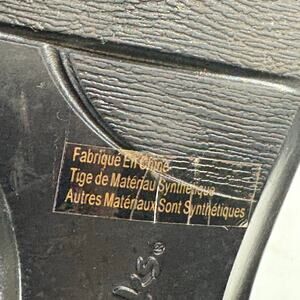 Fabriqué En Chine
Tige de Matériau Synthétique
Autres Matériaux Sont Synthétiques